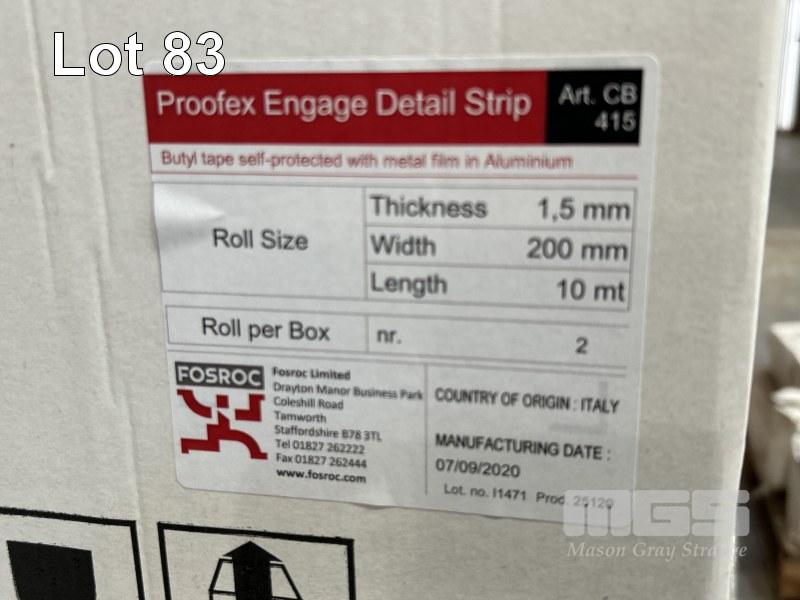 Lot 83
Proofex Engage Detail Strip
Art. CB
415
Butyl tape self-protected with metal film in Aluminium
Roll Size
Thickness 1,5 mm
Width 200 mm
Length 10 mt
Roll per Box nr. 2
FOSROC
Fosroc Limited
Drayton Manor Business Park
Coleshill Road
Tamworth
Staffordshire B78 3TL
Tel 01827 262222
Fax 01827 262444
www.fosroc.com
COUNTRY OF ORIGIN : ITALY
MANUFACTURING DATE :
07/09/2020
Lot. no. I1471 Prod. 25129
MGS
Mason Gray Strange